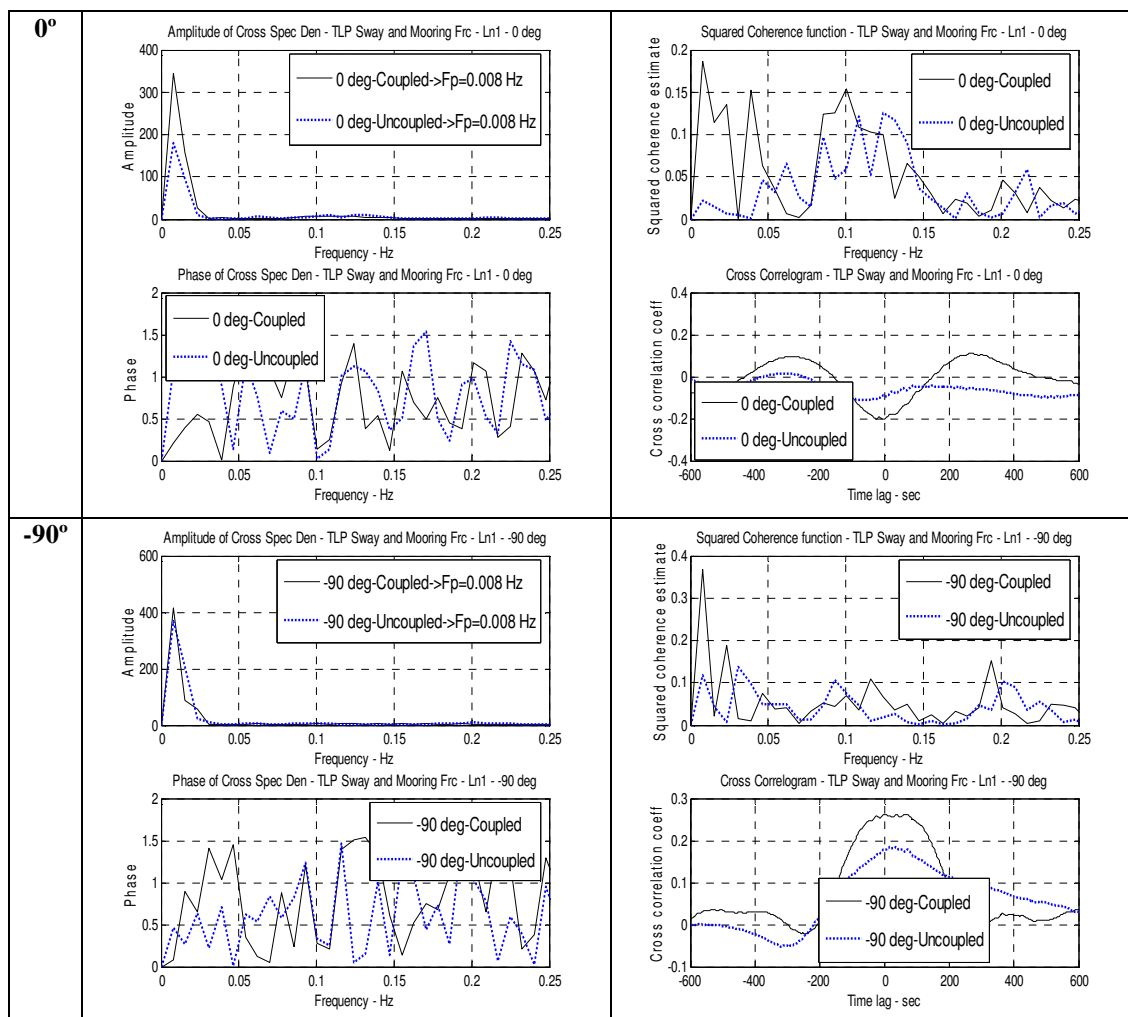 0º
Amplitude of Cross Spec Den - TLP Sway and Mooring Frc - Ln1 - 0 deg
400
300
200
100
0
Amplitude
0 deg-Coupled->Fp=0.008 Hz
0 deg-Uncoupled->Fp=0.008 Hz
0 0.05 0.1 0.15 0.2 0.25
Frequency - Hz
Squared Coherence function - TLP Sway and Mooring Frc - Ln1 - 0 deg
0.2
0.15
0.1
0.05
0
Squared coherence estimate
0 deg-Coupled
0 deg-Uncoupled
0 0.05 0.1 0.15 0.2 0.25
Frequency - Hz
Phase of Cross Spec Den - TLP Sway and Mooring Frc - Ln1 - 0 deg
2
1.5
1
0.5
0
Phase
0 deg-Coupled
0 deg-Uncoupled
0 0.05 0.1 0.15 0.2 0.25
Frequency - Hz
Cross Correlogram - TLP Sway and Mooring Frc - Ln1 - 0 deg
0.4
0.2
0
-0.2
-0.4
Cross correlation coeff
0 deg-Coupled
0 deg-Uncoupled
-600 -400 -200 0 200 400 600
Time lag - sec
-90º
Amplitude of Cross Spec Den - TLP Sway and Mooring Frc - Ln1 - -90 deg
600
400
200
0
Amplitude
-90 deg-Coupled->Fp=0.008 Hz
-90 deg-Uncoupled->Fp=0.008 Hz
0 0.05 0.1 0.15 0.2 0.25
Frequency - Hz
Squared Coherence function - TLP Sway and Mooring Frc - Ln1 - -90 deg
0.4
0.3
0.2
0.1
0
Squared coherence estimate
-90 deg-Coupled
-90 deg-Uncoupled
0 0.05 0.1 0.15 0.2 0.25
Frequency - Hz
Phase of Cross Spec Den - TLP Sway and Mooring Frc - Ln1 - -90 deg
2
1.5
1
0.5
0
Phase
-90 deg-Coupled
-90 deg-Uncoupled
0 0.05 0.1 0.15 0.2 0.25
Frequency - Hz
Cross Correlogram - TLP Sway and Mooring Frc - Ln1 - -90 deg
0.3
0.2
0.1
0
-0.1
Cross correlation coeff
-90 deg-Coupled
-90 deg-Uncoupled
-600 -400 -200 0 200 400 600
Time lag - sec